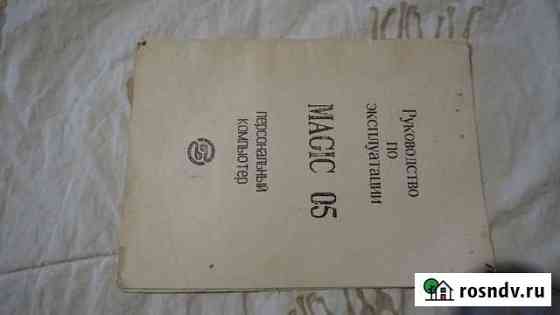 Руководство
по
эксплуатации
MAGIC 05
персональный
компьютер
rosndv.ru